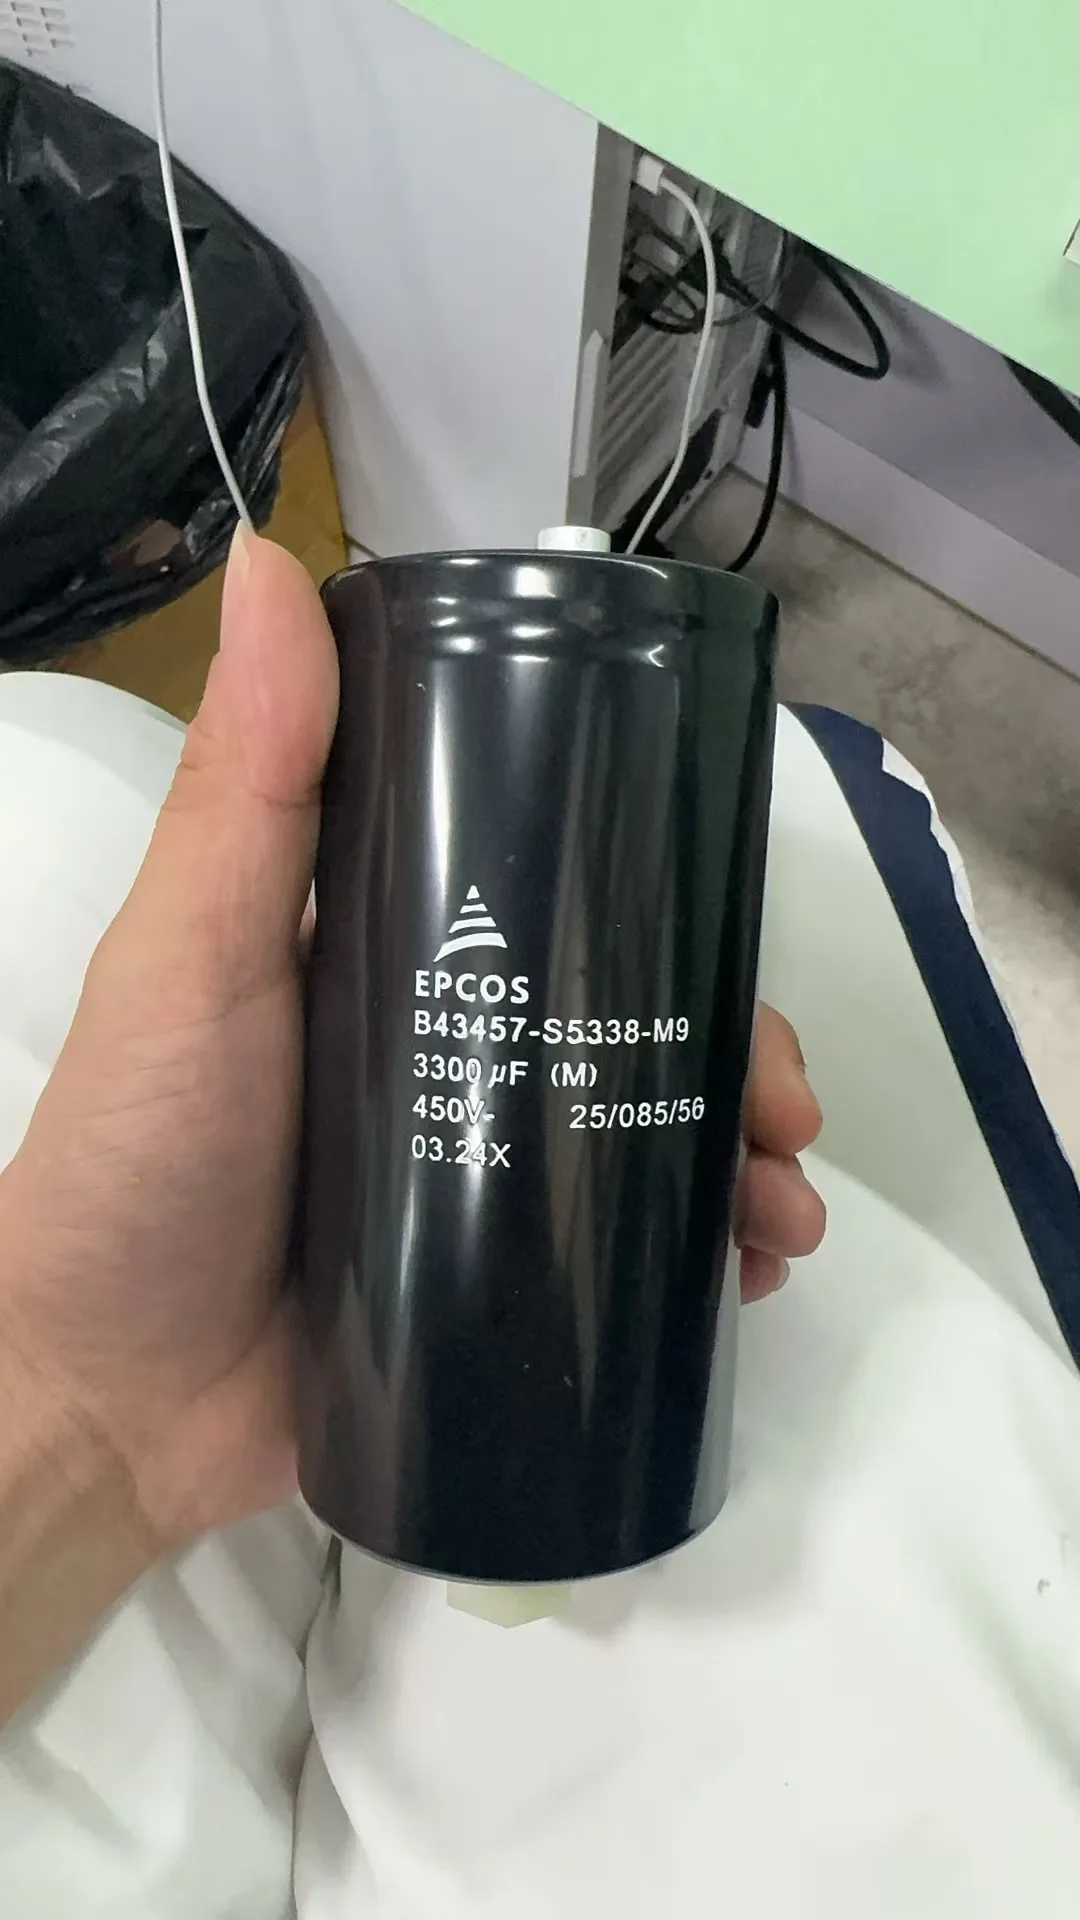 EPCOS
B43457-S5338-M9
3300 µF (M)
450V- 25/085/56
03.24X